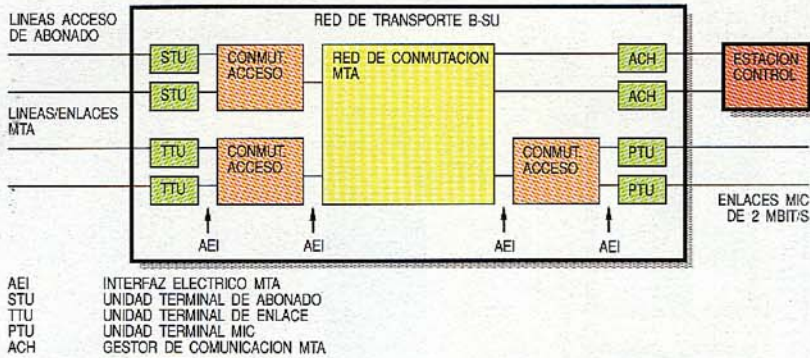 LINEAS ACCESO
DE ABONADO
RED DE TRANSPORTE B-SU
STU
STU
CONMUT.
ACCESO
RED DE CONMUTACION
MTA
ACH
ACH
ESTACION
CONTROL
LINEAS/ENLACES
MTA
TTU
TTU
CONMUT.
ACCESO
CONMUT.
ACCESO
PTU
PTU
ENLACES MIC
DE 2 MBIT/S
AEI
AEI
AEI
AEI
AEI INTERFAZ ELECTRICO MTA
STU UNIDAD TERMINAL DE ABONADO
TTU UNIDAD TERMINAL DE ENLACE
PTU UNIDAD TERMINAL MIC
ACH GESTOR DE COMUNICACION MTA